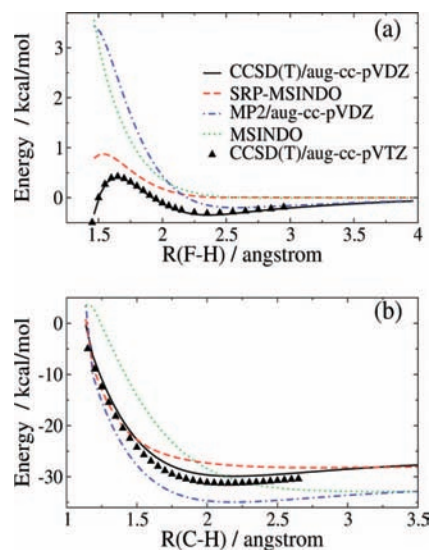 (a)
CCSD(T)/aug-cc-pVDZ
SRP-MSINDO
MP2/aug-cc-pVDZ
MSINDO
CCSD(T)/aug-cc-pVTZ
Energy / kcal/mol
3
2
1
0
1.5 2 2.5 3 3.5 4
R(F-H) / angstrom
(b)
Energy / kcal/mol
0
-10
-20
-30
1 1.5 2 2.5 3 3.5
R(C-H) / angstrom